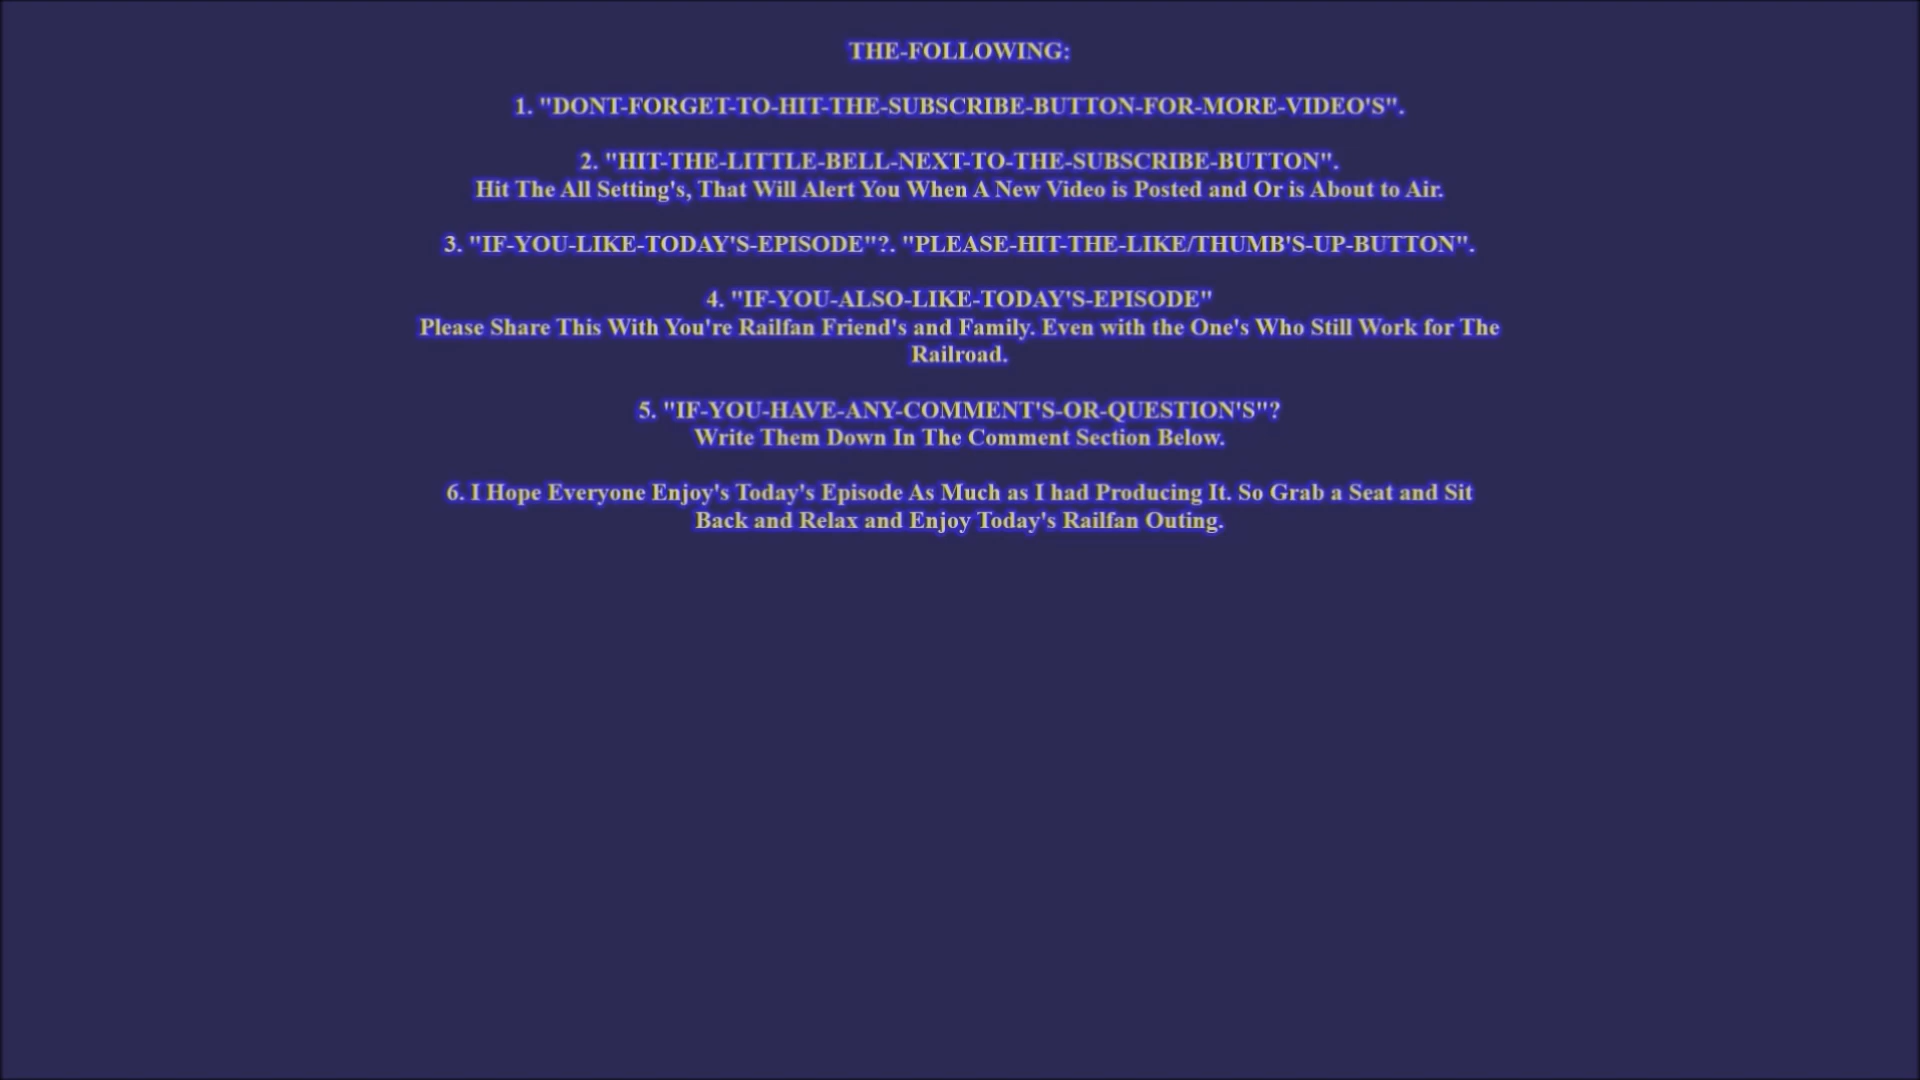 THE-FOLLOWING:
1. "DONT-FORGET-TO-HIT-THE-SUBSCRIBE-BUTTON-FOR-MORE-VIDEO'S".
2. "HIT-THE-LITTLE-BELL-NEXT-TO-THE-SUBSCRIBE-BUTTON".
Hit The All Setting's, That Will Alert You When A New Video is Posted and Or is About to Air.
3. "IF-YOU-LIKE-TODAY'S-EPISODE"?. "PLEASE-HIT-THE-LIKE/THUMB'S-UP-BUTTON".
4. "IF-YOU-ALSO-LIKE-TODAY'S-EPISODE"
Please Share This With You're Railfan Friend's and Family. Even with the One's Who Still Work for The
Railroad.
5. "IF-YOU-HAVE-ANY-COMMENT'S-OR-QUESTION'S"?
Write Them Down In The Comment Section Below.
6. I Hope Everyone Enjoy's Today's Episode As Much as I had Producing It. So Grab a Seat and Sit
Back and Relax and Enjoy Today's Railfan Outing.